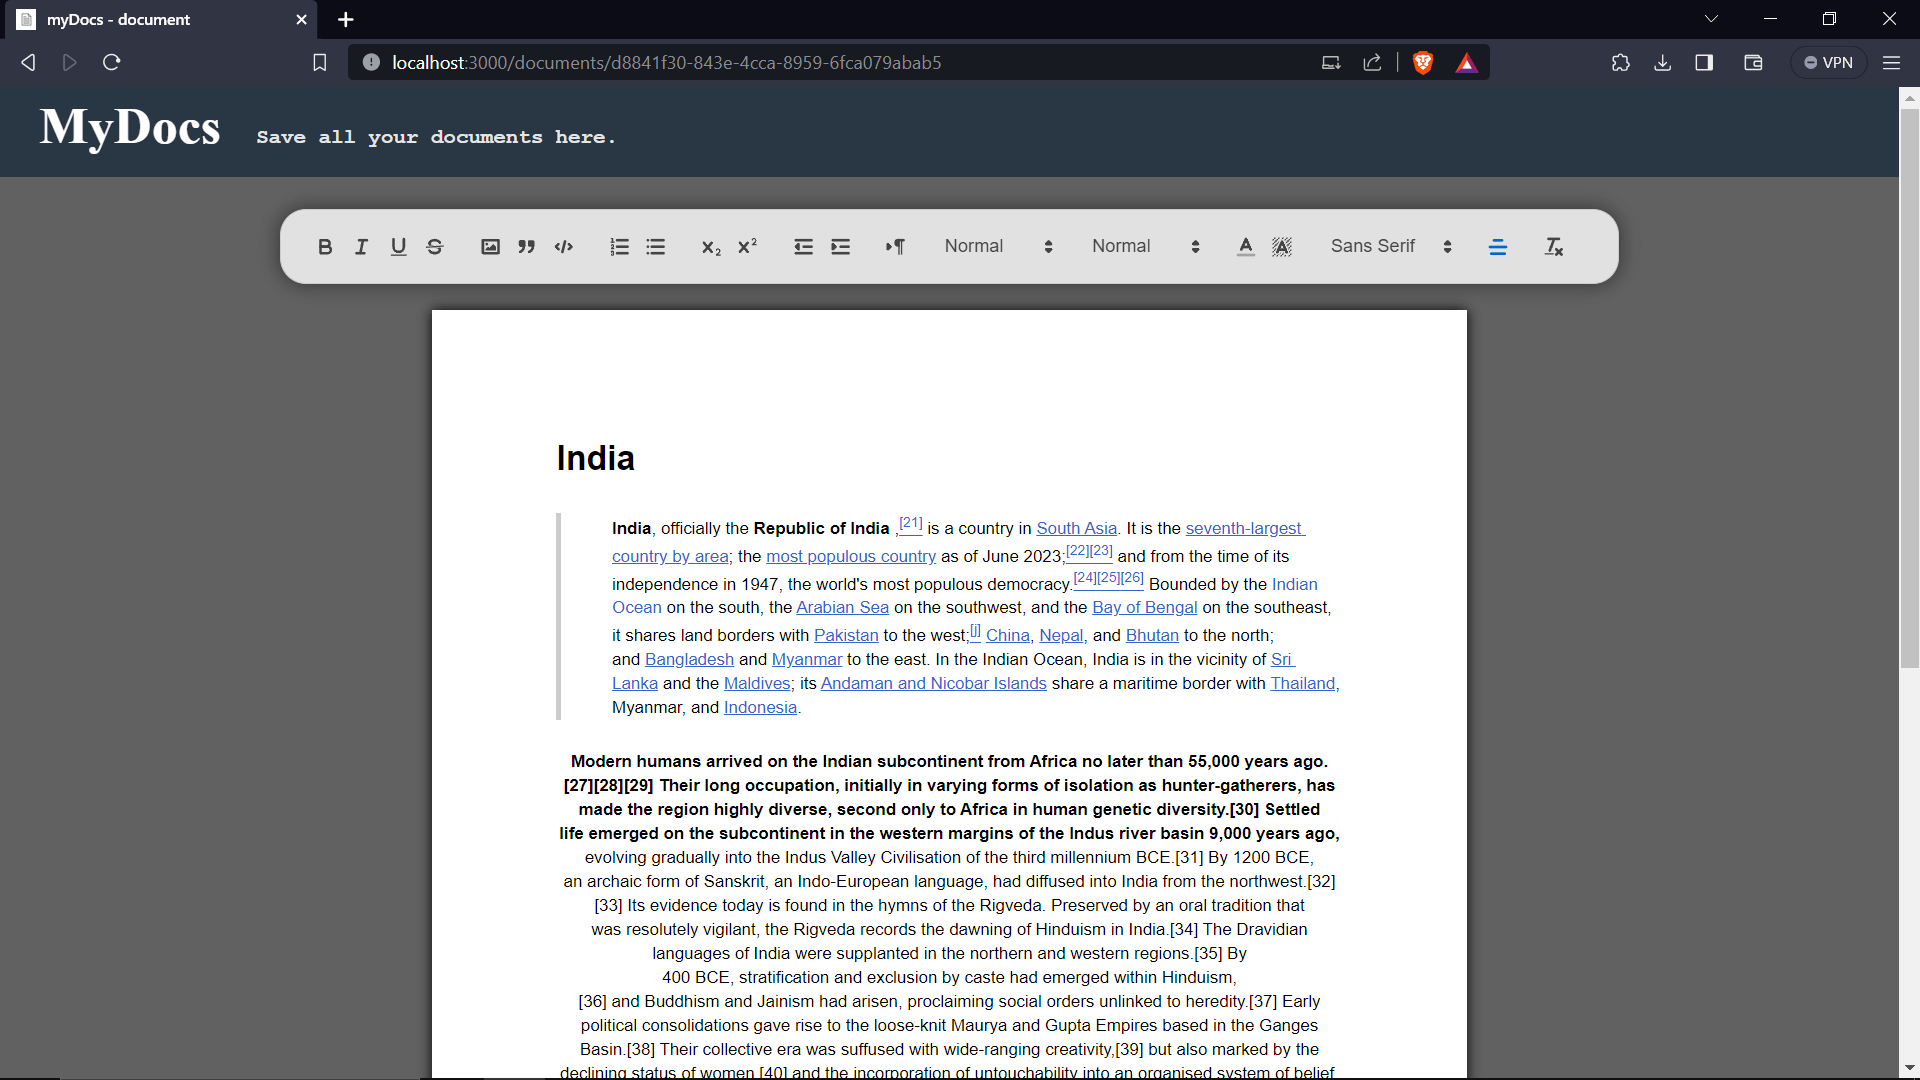 myDocs - document
localhost:3000/documents/d8841f30-843e-4cca-8959-6fca079abab5
VPN
MyDocs Save all your documents here.
Normal Normal Sans Serif
India
India, officially the Republic of India ,[21] is a country in South Asia. It is the seventh-largest
country by area; the most populous country as of June 2023;[22][23] and from the time of its
independence in 1947, the world's most populous democracy.[24][25][26] Bounded by the Indian
Ocean on the south, the Arabian Sea on the southwest, and the Bay of Bengal on the southeast,
it shares land borders with Pakistan to the west;[j] China, Nepal, and Bhutan to the north;
and Bangladesh and Myanmar to the east. In the Indian Ocean, India is in the vicinity of Sri
Lanka and the Maldives; its Andaman and Nicobar Islands share a maritime border with Thailand,
Myanmar, and Indonesia.
Modern humans arrived on the Indian subcontinent from Africa no later than 55,000 years ago.
[27][28][29] Their long occupation, initially in varying forms of isolation as hunter-gatherers, has
made the region highly diverse, second only to Africa in human genetic diversity.[30] Settled
life emerged on the subcontinent in the western margins of the Indus river basin 9,000 years ago,
evolving gradually into the Indus Valley Civilisation of the third millennium BCE.[31] By 1200 BCE,
an archaic form of Sanskrit, an Indo-European language, had diffused into India from the northwest.[32]
[33] Its evidence today is found in the hymns of the Rigveda. Preserved by an oral tradition that
was resolutely vigilant, the Rigveda records the dawning of Hinduism in India.[34] The Dravidian
languages of India were supplanted in the northern and western regions.[35] By
400 BCE, stratification and exclusion by caste had emerged within Hinduism,
[36] and Buddhism and Jainism had arisen, proclaiming social orders unlinked to heredity.[37] Early
political consolidations gave rise to the loose-knit Maurya and Gupta Empires based in the Ganges
Basin.[38] Their collective era was suffused with wide-ranging creativity,[39] but also marked by the
declining status of women,[40] and the incorporation of untouchability into an organised system of belief